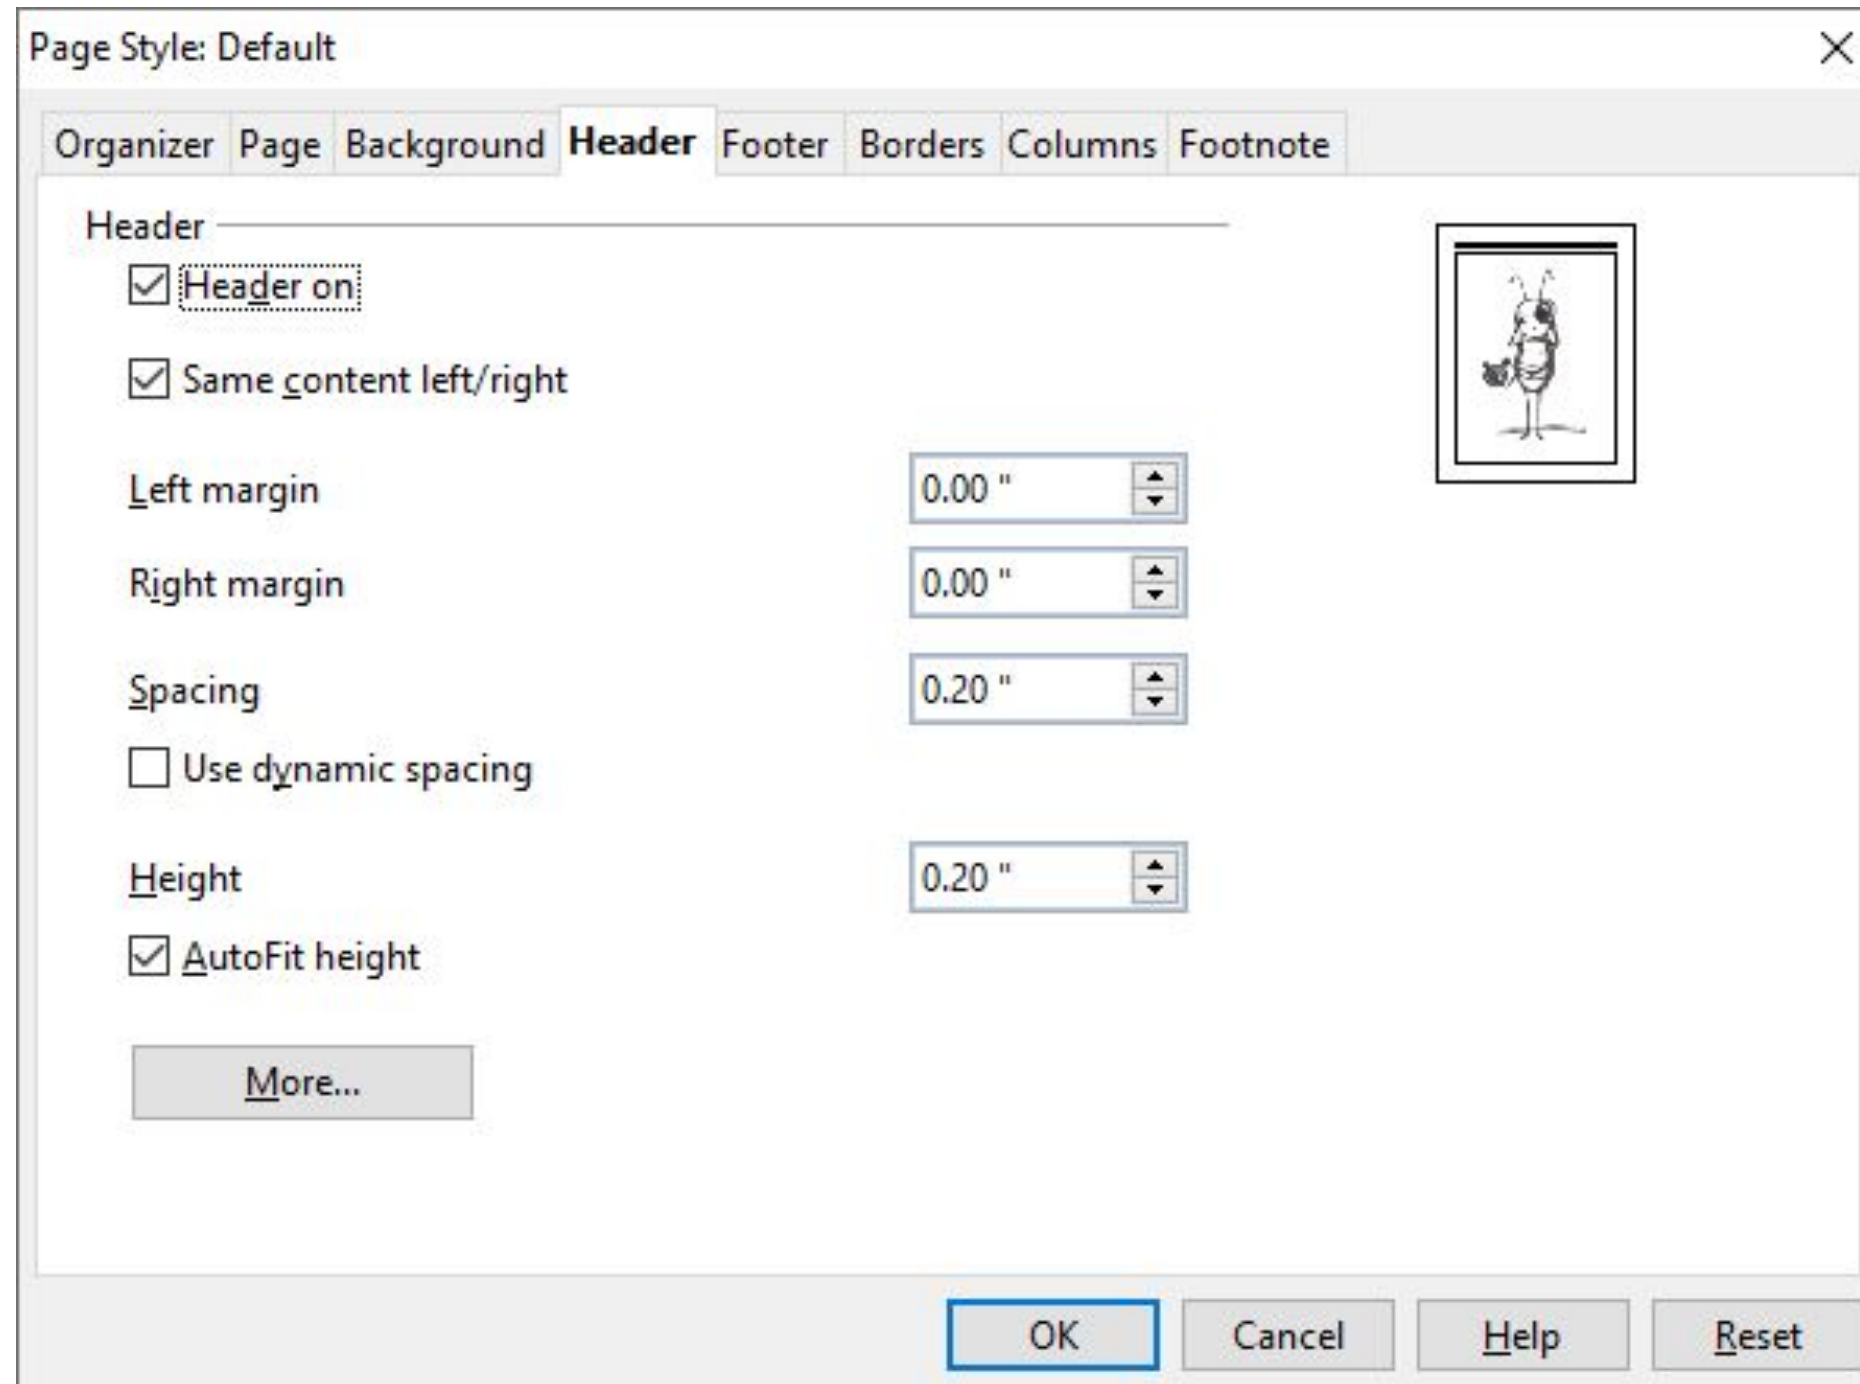 Page Style: Default
Organizer Page Background Header Footer Borders Columns Footnote
Header
Header on
Same content left/right
Left margin 0.00 "
Right margin 0.00 "
Spacing 0.20 "
Use dynamic spacing
Height 0.20 "
AutoFit height
More...
OK Cancel Help Reset